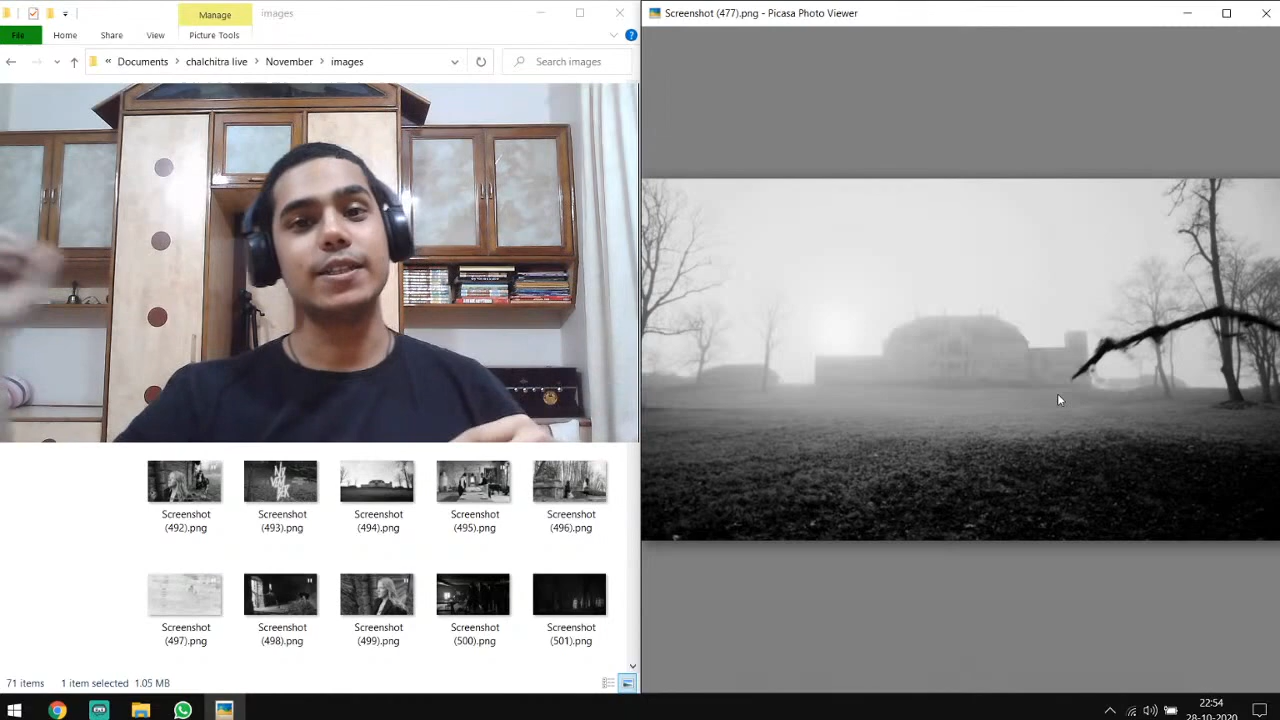 Manage
images
Screenshot (477).png - Picasa Photo Viewer
File
Home
Share
View
Picture Tools
?
« Documents > chalchitra live > November > images
Search images
Screenshot (492).png
Screenshot (493).png
Screenshot (494).png
Screenshot (495).png
Screenshot (496).png
Screenshot (497).png
Screenshot (498).png
Screenshot (499).png
Screenshot (500).png
Screenshot (501).png
71 items
1 item selected 1.05 MB
22:54
28-10-2020